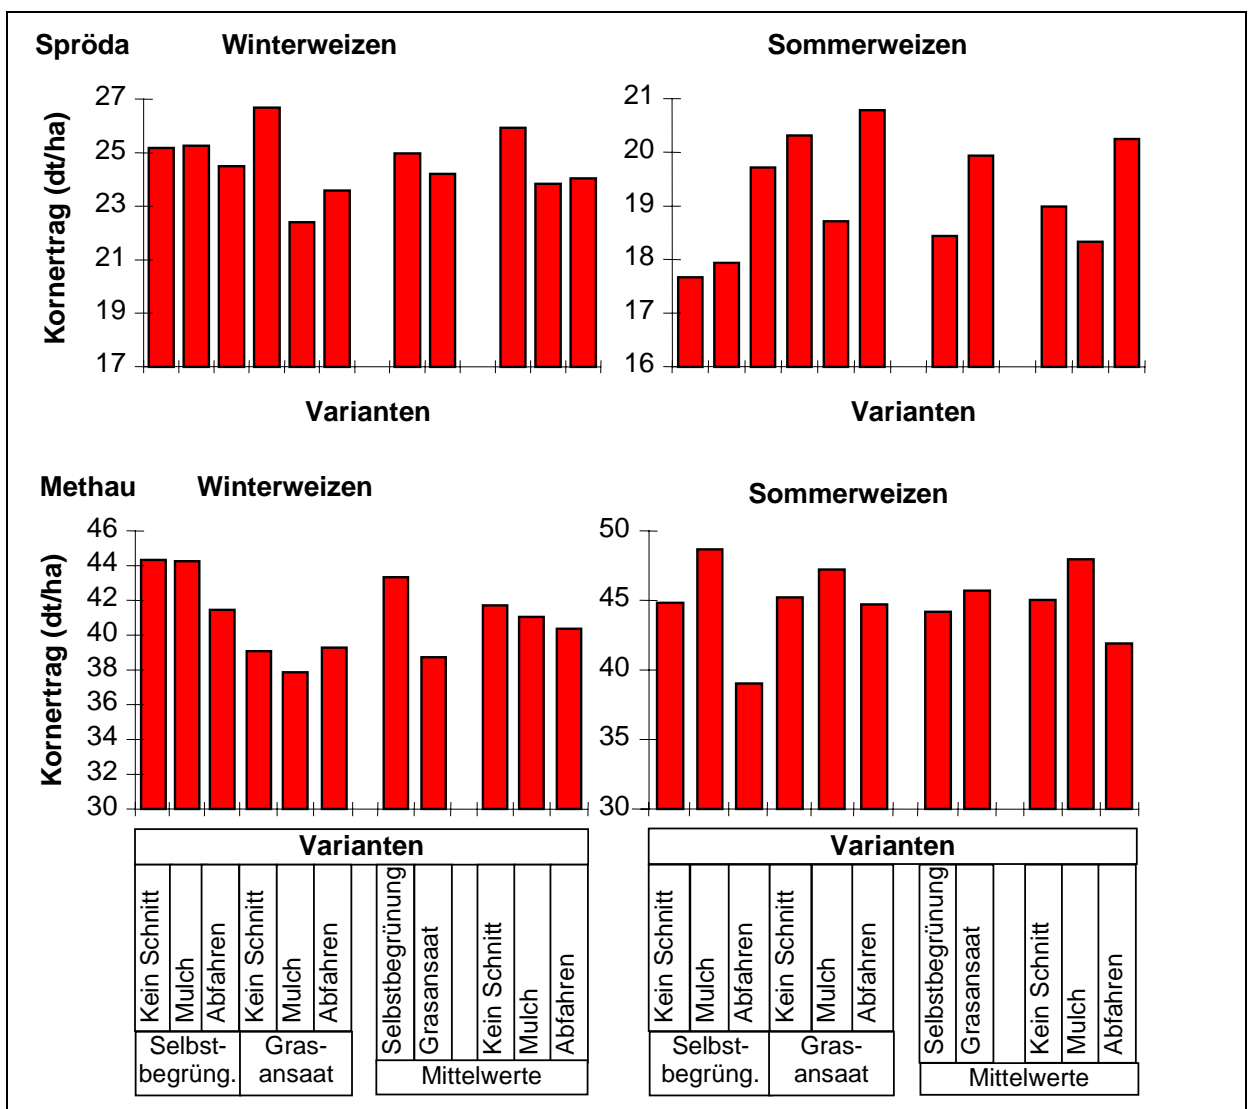 Spröda Winterweizen Sommerweizen
Kornertrag (dt/ha)
27
25
23
21
19
17
21
20
19
18
17
16
Varianten Varianten
Methau Winterweizen Sommerweizen
Kornertrag (dt/ha)
46
44
42
40
38
36
34
32
30
50
45
40
35
30
Varianten
Kein Schnitt
Mulch
Abfahren
Kein Schnitt
Mulch
Abfahren
Selbstbegrünung
Grasansaat
Kein Schnitt
Mulch
Abfahren
Selbst-
begrüng.
Gras-
ansaat
Mittelwerte
Varianten
Kein Schnitt
Mulch
Abfahren
Kein Schnitt
Mulch
Abfahren
Selbstbegrünung
Grasansaat
Kein Schnitt
Mulch
Abfahren
Selbst-
begrüng.
Gras-
ansaat
Mittelwerte